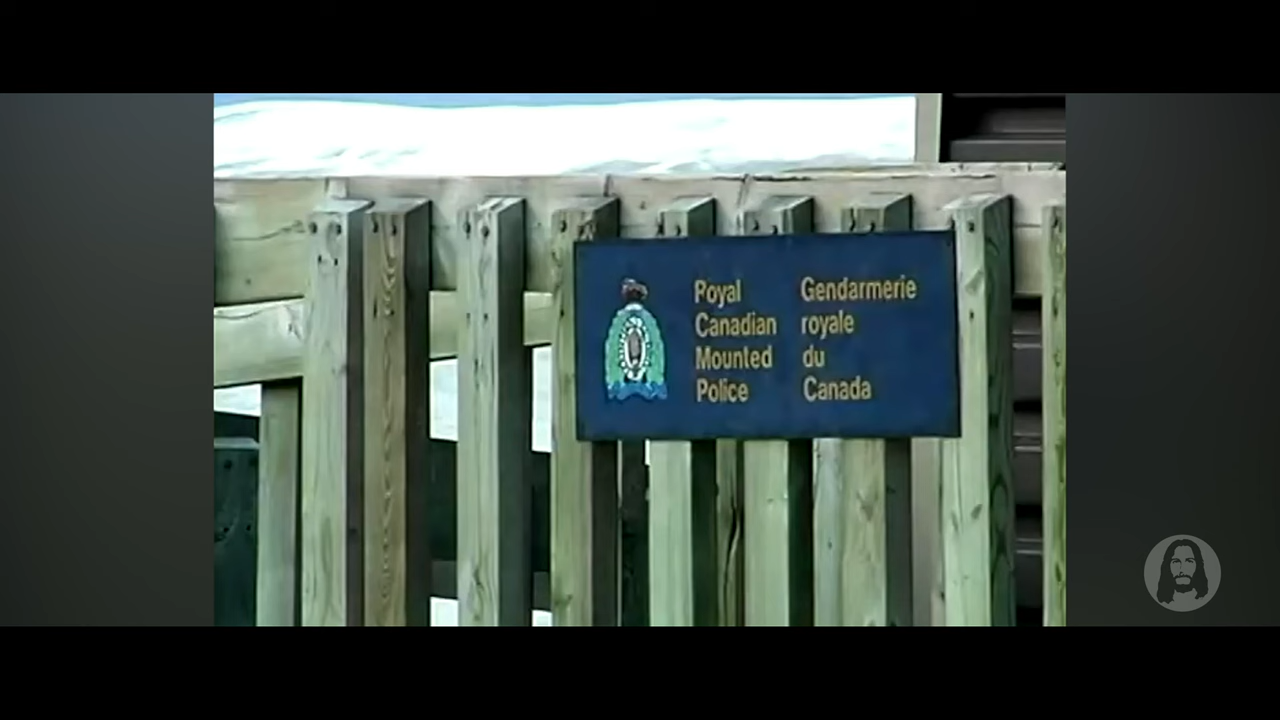 Royal
Canadian
Mounted
Police
Gendarmerie
royale
du
Canada